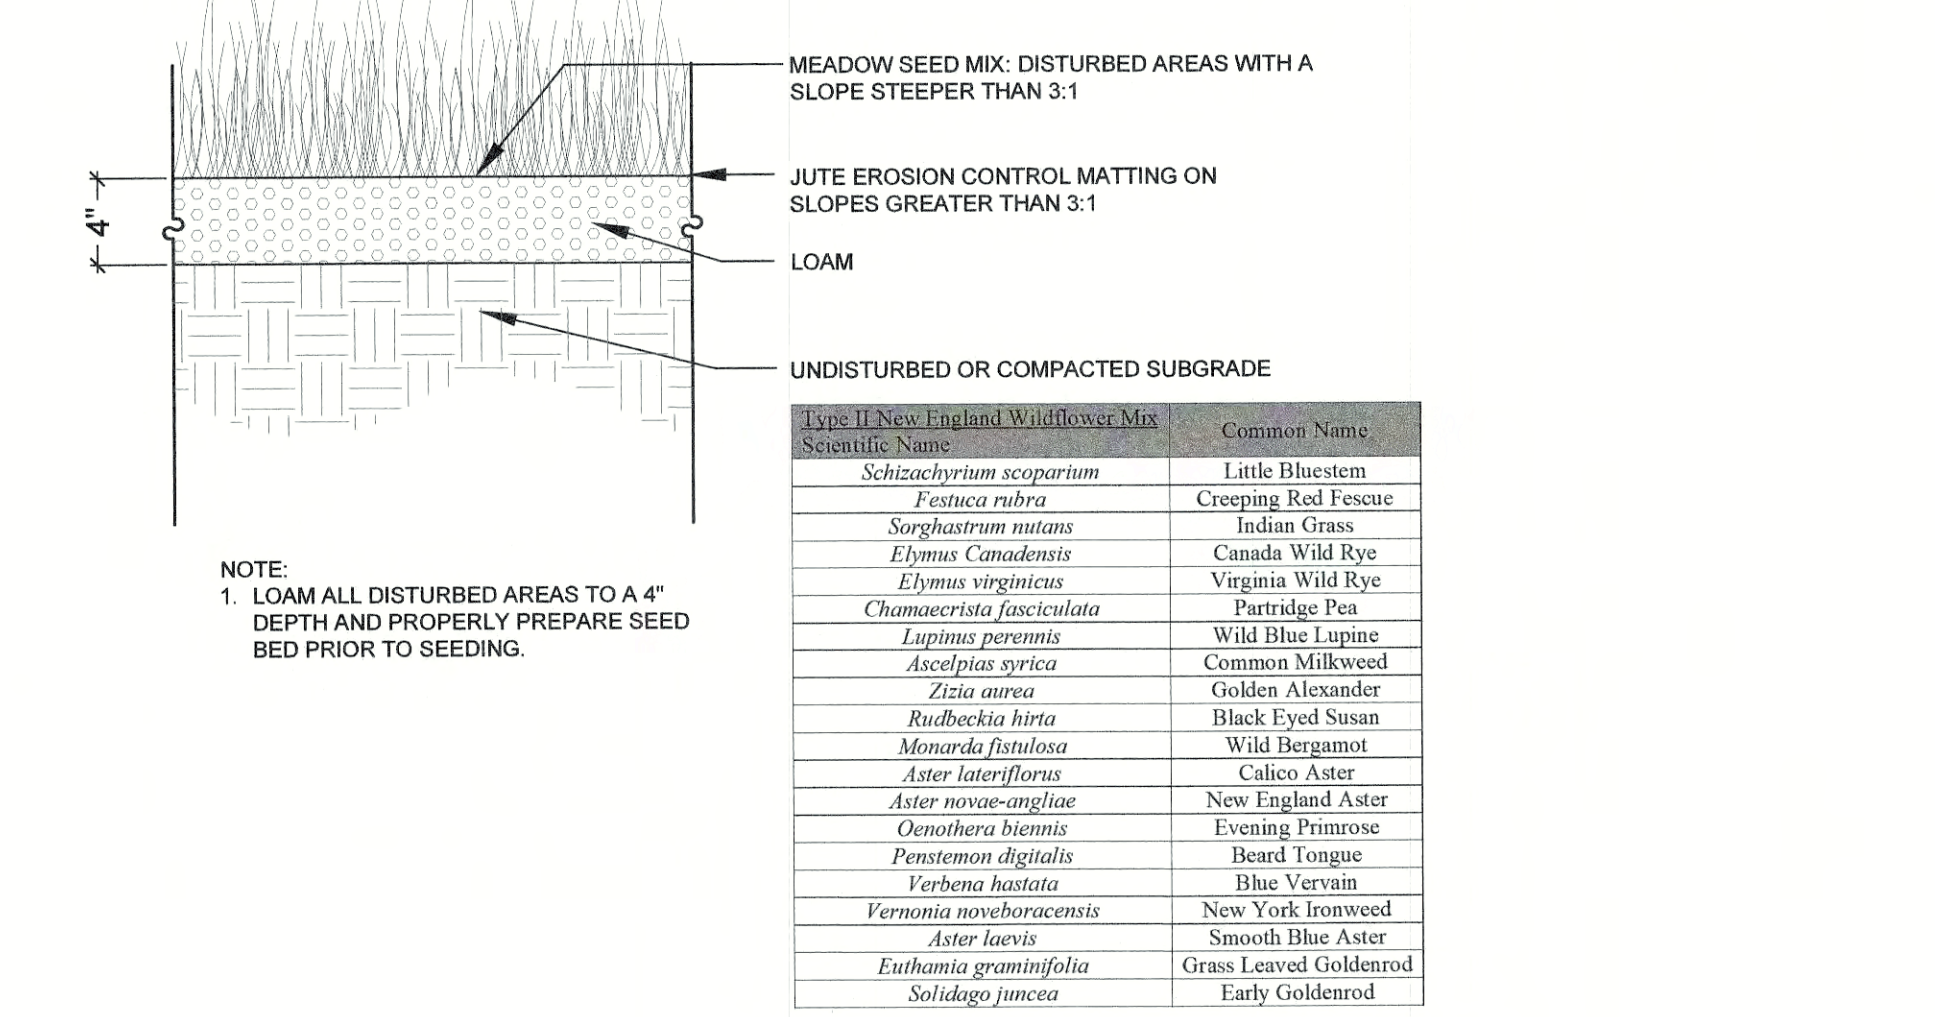 MEADOW SEED MIX: DISTURBED AREAS WITH A
SLOPE STEEPER THAN 3:1
JUTE EROSION CONTROL MATTING ON
SLOPES GREATER THAN 3:1
4"
LOAM
UNDISTURBED OR COMPACTED SUBGRADE
NOTE:
1. LOAM ALL DISTURBED AREAS TO A 4"
DEPTH AND PROPERLY PREPARE SEED
BED PRIOR TO SEEDING.
Type II New England Wildflower Mix
Scientific Name Common Name
Schizachyrium scoparium Little Bluestem
Festuca rubra Creeping Red Fescue
Sorghastrum nutans Indian Grass
Elymus Canadensis Canada Wild Rye
Elymus virginicus Virginia Wild Rye
Chamaecrista fasciculata Partridge Pea
Lupinus perennis Wild Blue Lupine
Ascelpias syrica Common Milkweed
Zizia aurea Golden Alexander
Rudbeckia hirta Black Eyed Susan
Monarda fistulosa Wild Bergamot
Aster lateriflorus Calico Aster
Aster novae-angliae New England Aster
Oenothera biennis Evening Primrose
Penstemon digitalis Beard Tongue
Verbena hastata Blue Vervain
Vernonia noveboracensis New York Ironweed
Aster laevis Smooth Blue Aster
Euthamia graminifolia Grass Leaved Goldenrod
Solidago juncea Early Goldenrod